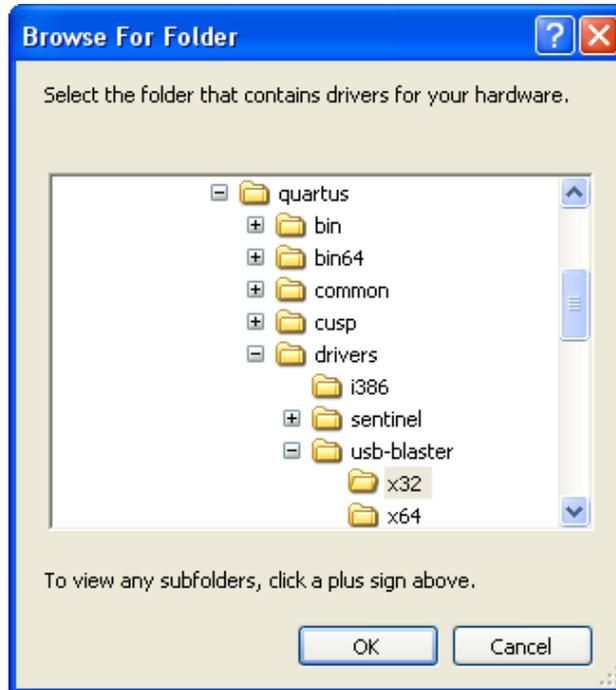 Browse For Folder
Select the folder that contains drivers for your hardware.
quartus
bin
bin64
common
cusp
drivers
i386
sentinel
usb-blaster
x32
x64
To view any subfolders, click a plus sign above.
OK Cancel